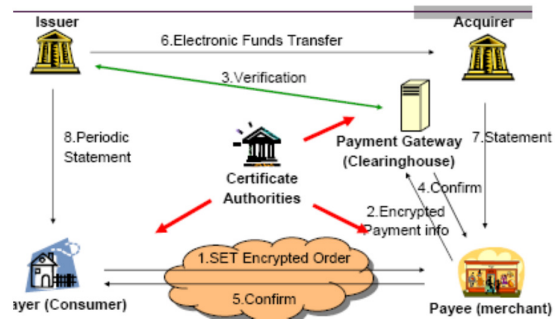 Issuer
Acquirer
6.Electronic Funds Transfer
3.Verification
8.Periodic
Statement
Payment Gateway
(Clearinghouse)
7.Statement
Certificate
Authorities
4.Confirm
2.Encrypted
Payment info
1.SET Encrypted Order
5.Confirm
ayer (Consumer)
Payee (merchant)